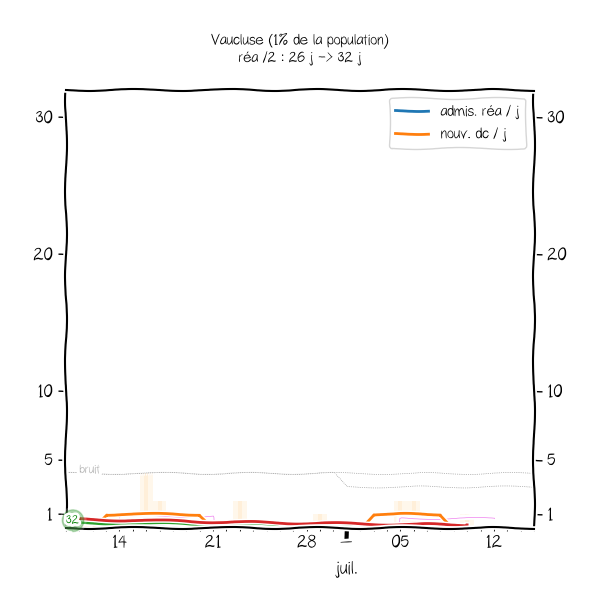 Vaucluse (1% de la population)
réa /2 : 26 j -> 32 j
admis. réa / j
nouv. dc / j
30
30
20
20
10
10
5
5
bruit
1
1
32
14
21
28
1
05
12
juil.